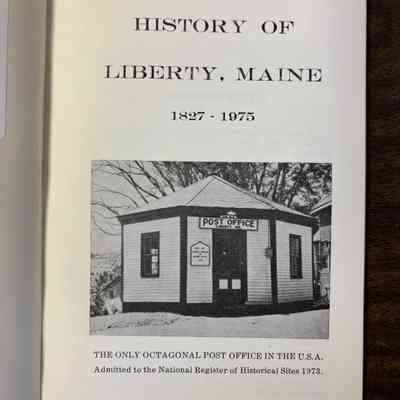 HISTORY OF
LIBERTY, MAINE
1827 - 1975
POST OFFICE
THE ONLY OCTAGONAL POST OFFICE IN THE U.S.A.
Admitted to the National Register of Historical Sites 1973.